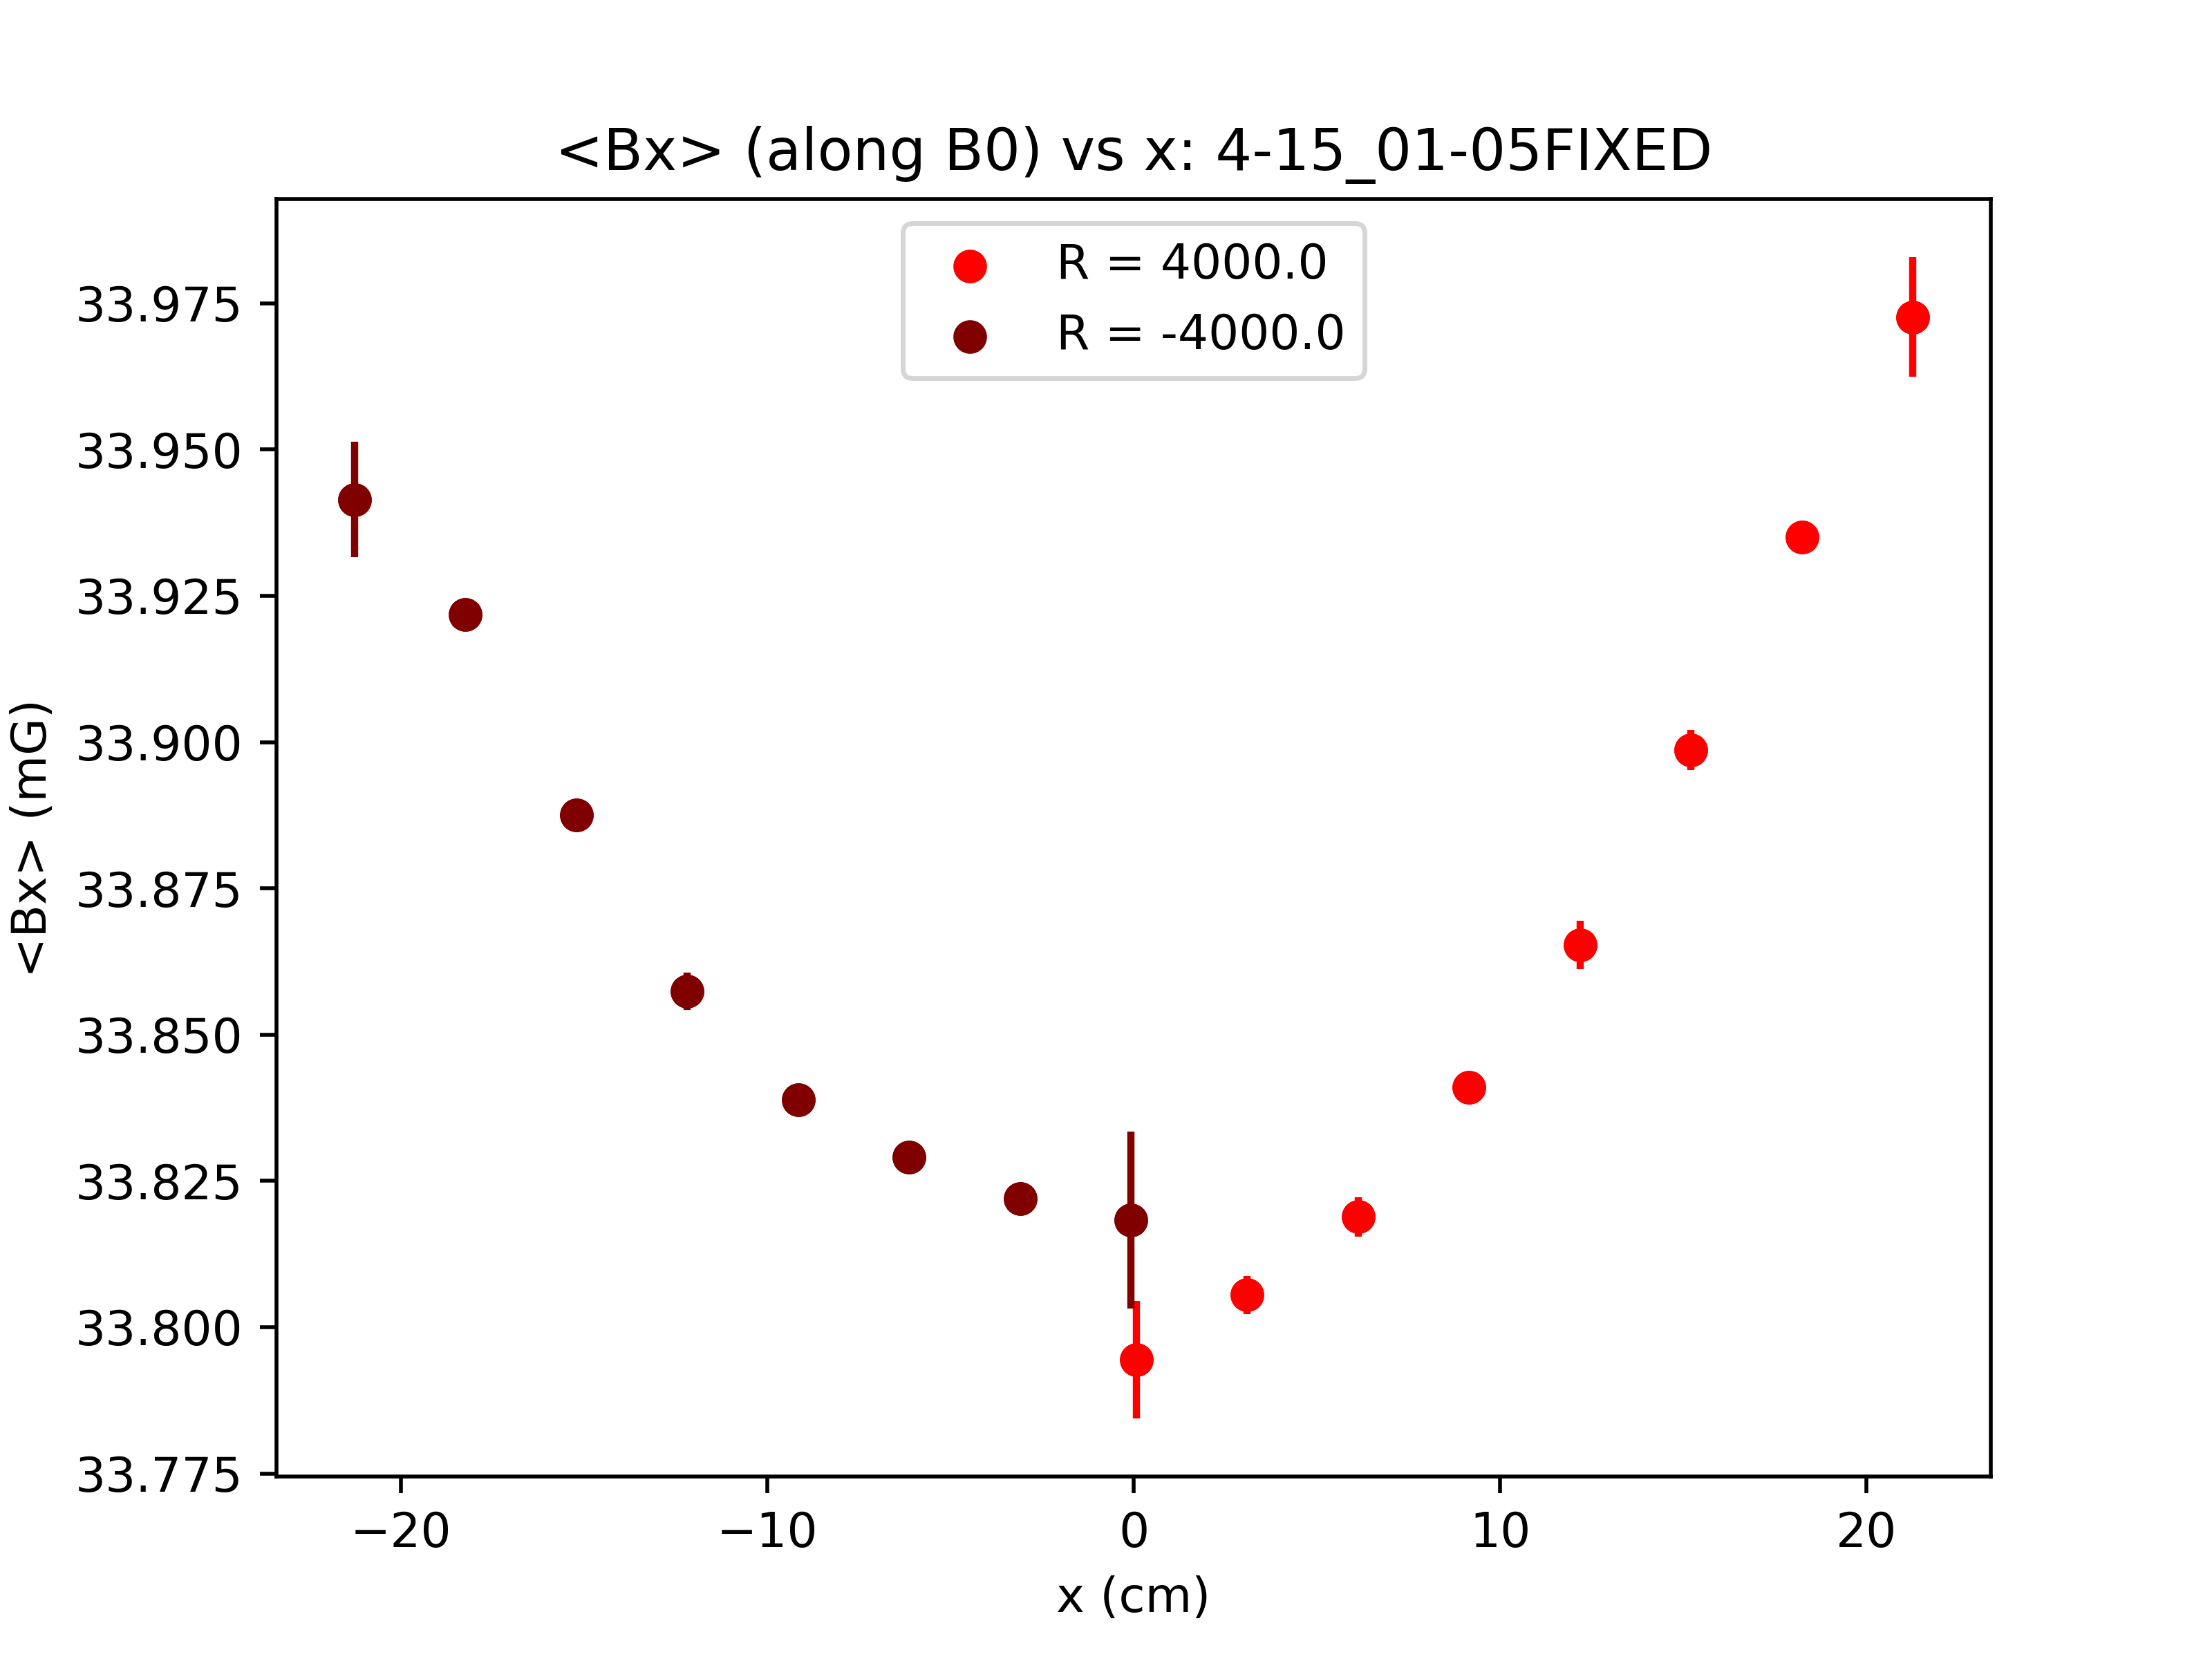 <Bx> (along B0) vs x: 4-15_01-05FIXED
R = 4000.0
R = -4000.0
33.975
33.950
33.925
33.900
33.875
33.850
33.825
33.800
33.775
<Bx> (mG)
−20 −10 0 10 20
x (cm)